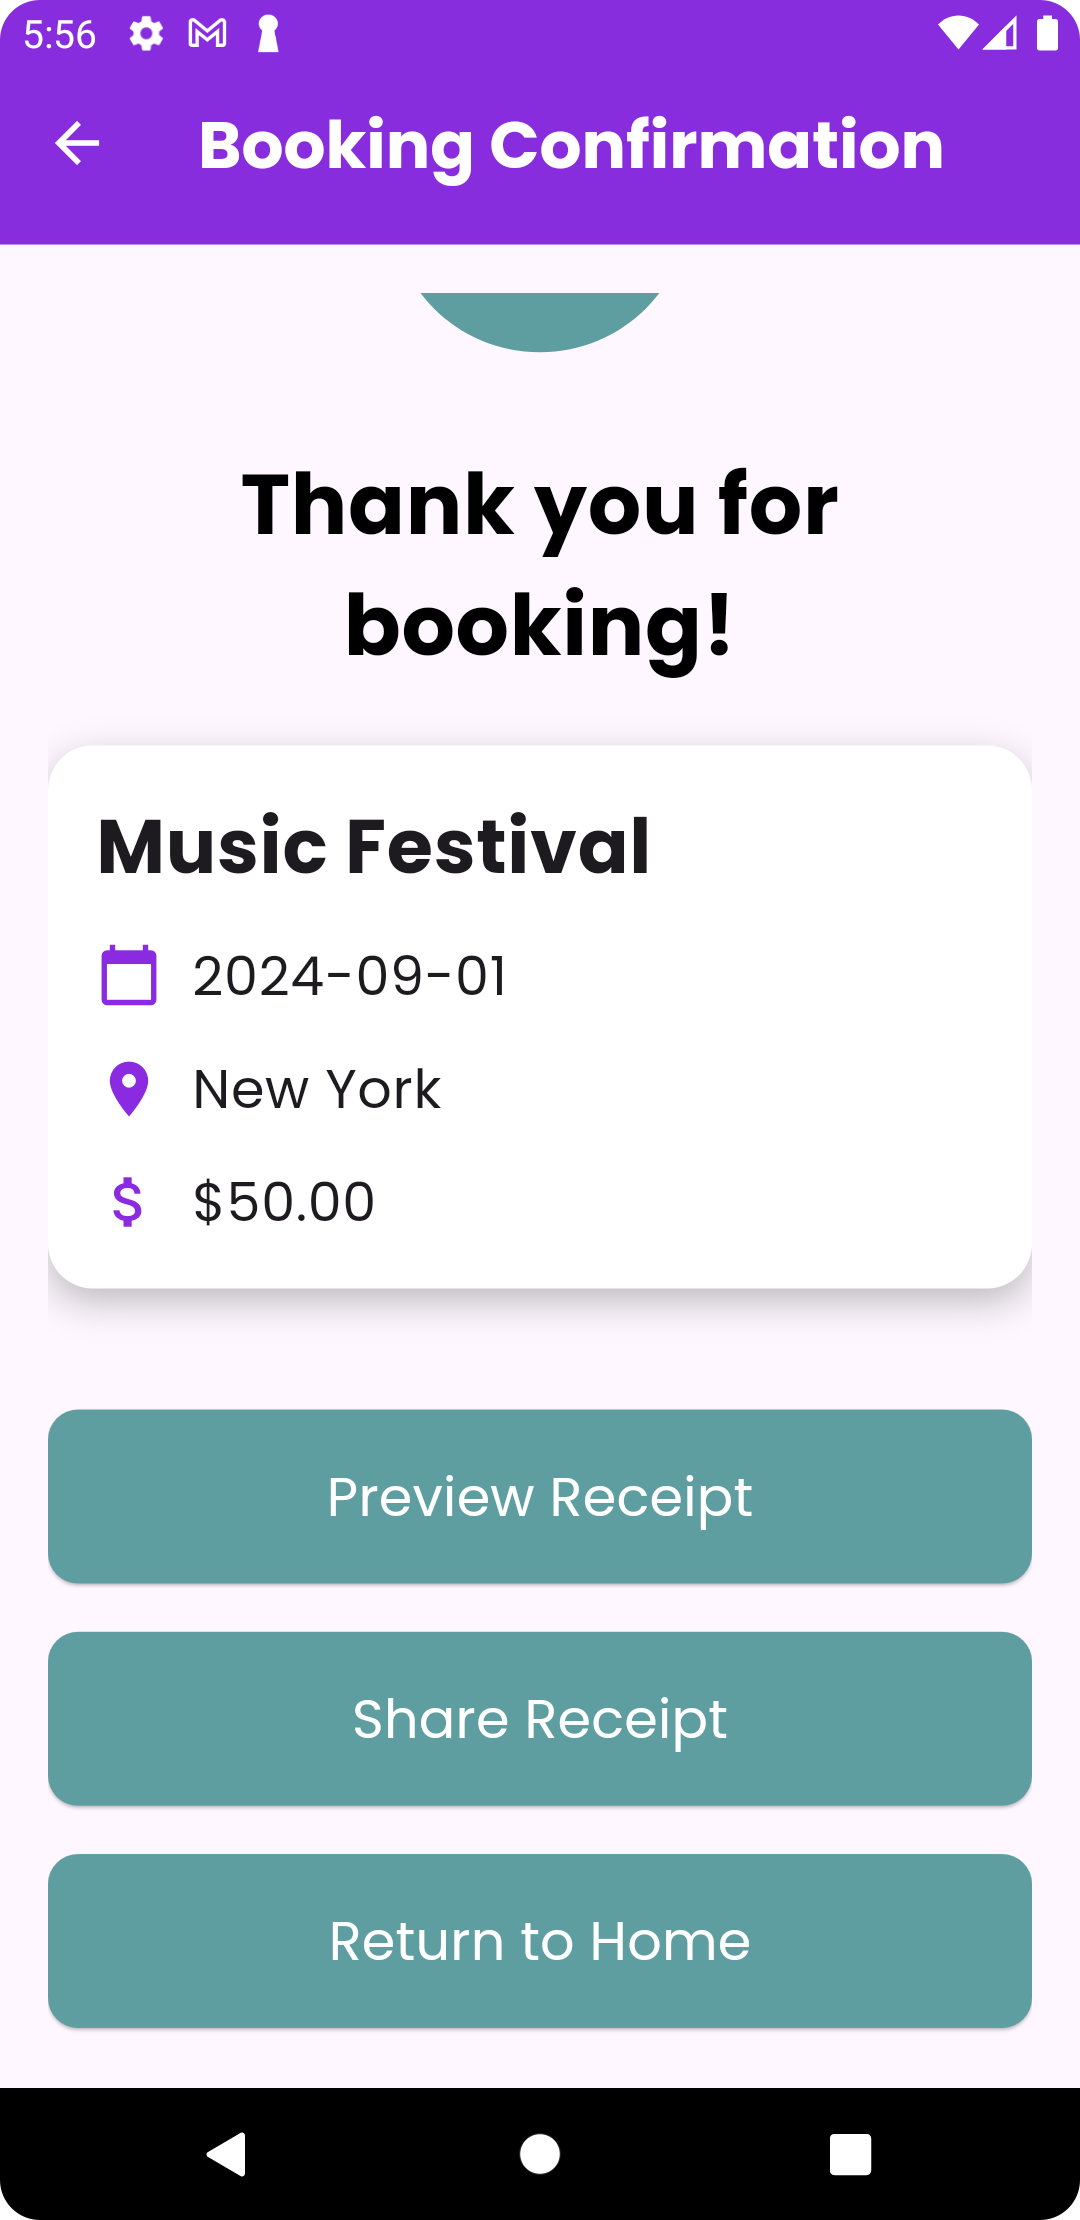 5:56
Booking Confirmation
Thank you for
booking!
Music Festival
2024-09-01
New York
$50.00
Preview Receipt
Share Receipt
Return to Home